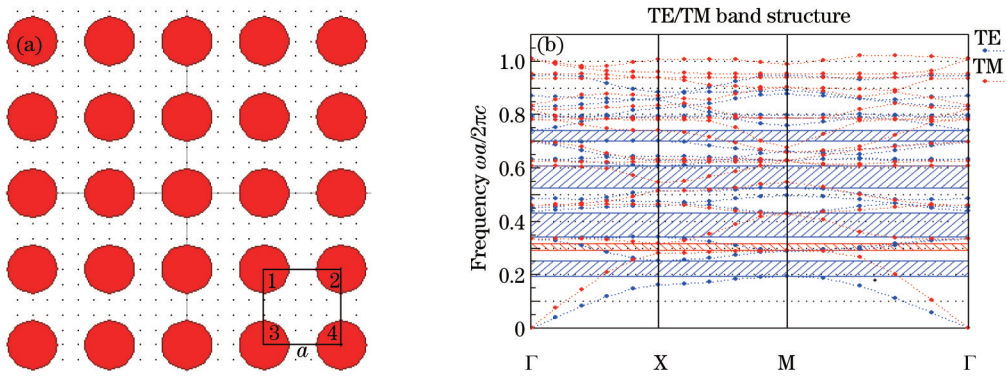 (a)
1 2
3 4
a
TE/TM band structure
(b)
TE
TM
Frequency ωa/2πc
1.0
0.8
0.6
0.4
0.2
0
Γ X M Γ